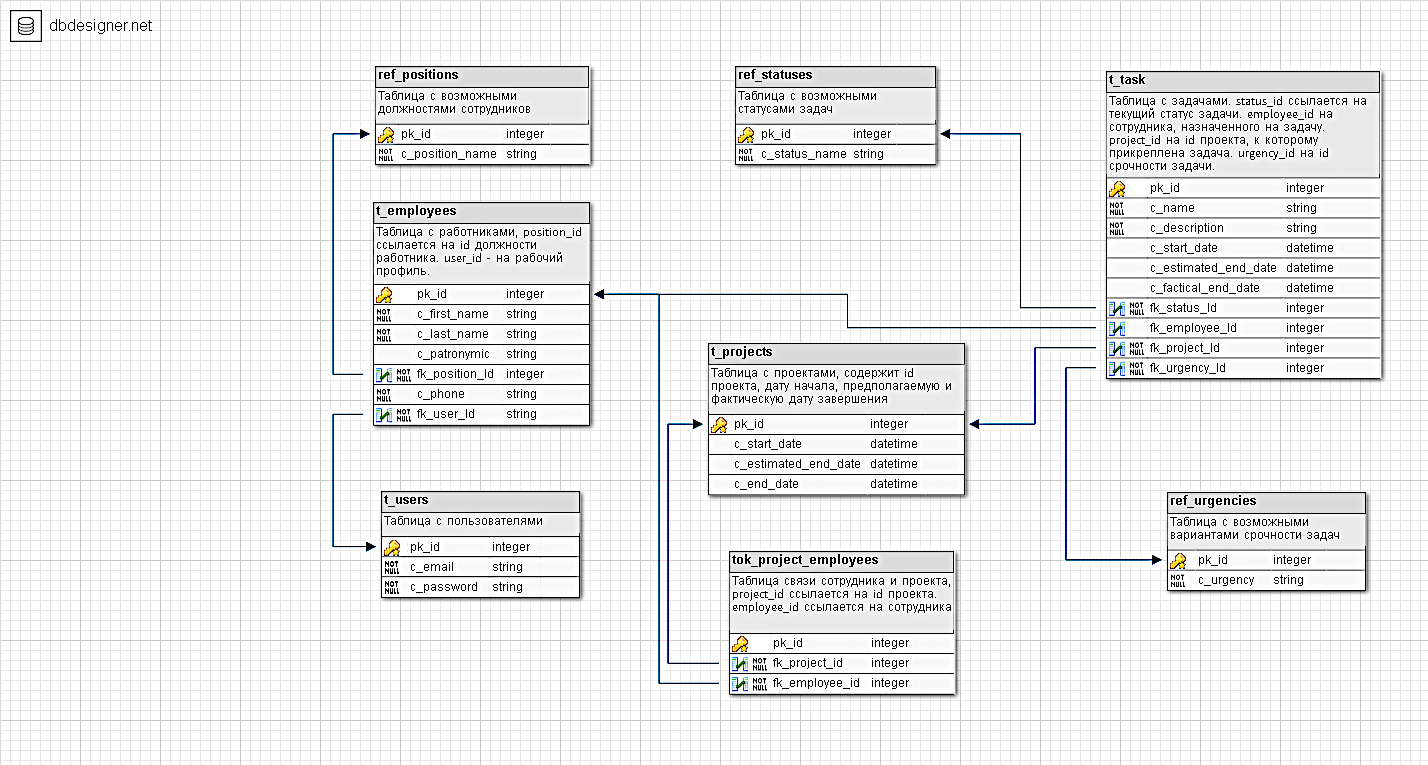 dbdesigner.net
ref_positions
Таблица с возможными
должностями сотрудников
pk_id integer
NOT NULL c_position_name string
t_employees
Таблица с работниками, position_id
ссылается на id должности
работника. user_id - на рабочий
профиль.
pk_id integer
NOT NULL c_first_name string
NOT NULL c_last_name string
c_patronymic string
NOT NULL fk_position_Id integer
NOT NULL c_phone string
NOT NULL fk_user_Id string
t_users
Таблица с пользователями
pk_id integer
NOT NULL c_email string
NOT NULL c_password string
ref_statuses
Таблица с возможными
статусами задач
pk_id integer
NOT NULL c_status_name string
t_projects
Таблица с проектами, содержит id
проекта, дату начала, предполагаемую и
фактическую дату завершения
pk_id integer
c_start_date datetime
c_estimated_end_date datetime
c_end_date datetime
tok_project_employees
Таблица связи сотрудника и проекта,
project_id ссылается на id проекта.
employee_id ссылается на сотрудника
pk_id integer
NOT NULL fk_project_id integer
NOT NULL fk_employee_id integer
t_task
Таблица с задачами. status_id ссылается на
текущий статус задачи. employee_id на
сотрудника, назначенного на задачу.
project_id на id проекта, к которому
прикреплена задача. urgency_id на id
срочности задачи.
pk_id integer
NOT NULL c_name string
NOT NULL c_description string
c_start_date datetime
c_estimated_end_date datetime
c_factical_end_date datetime
NOT NULL fk_status_Id integer
fk_employee_Id integer
NOT NULL fk_project_Id integer
NOT NULL fk_urgency_Id integer
ref_urgencies
Таблица с возможными
вариантами срочности задач
pk_id integer
NOT NULL c_urgency string